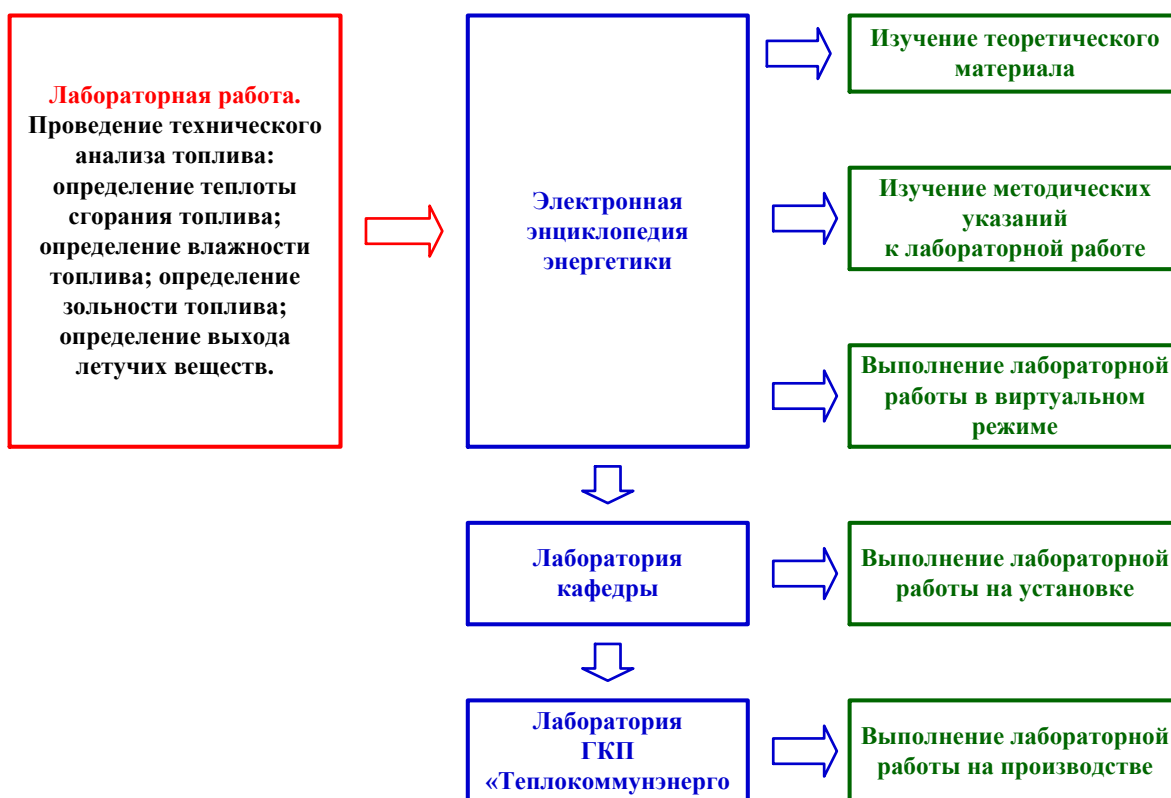 Лабораторная работа.
Проведение технического
анализа топлива:
определение теплоты
сгорания топлива;
определение влажности
топлива; определение
зольности топлива;
определение выхода
летучих веществ.
Электронная
энциклопедия
энергетики
Изучение теоретического
материала
Изучение методических
указаний
к лабораторной работе
Выполнение лабораторной
работы в виртуальном
режиме
Лаборатория
кафедры
Выполнение лабораторной
работы на установке
Лаборатория
ГКП
«Теплокоммунэнерго
Выполнение лабораторной
работы на производстве